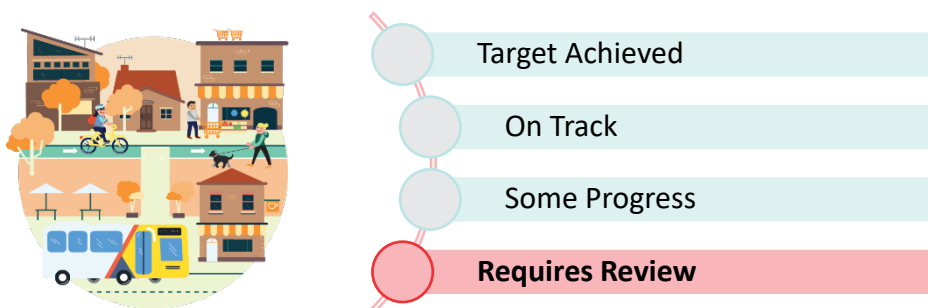 Target Achieved
On Track
Some Progress
Requires Review